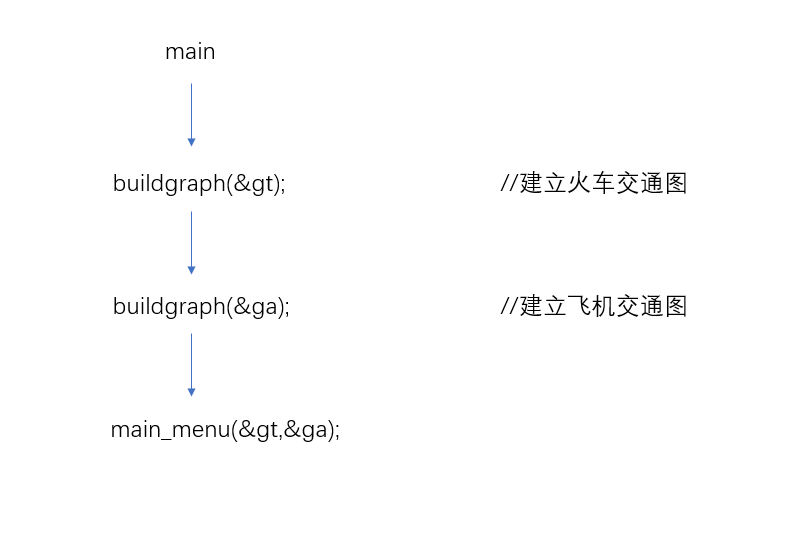 main
buildgraph(&gt); //建立火车交通图
buildgraph(&ga); //建立飞机交通图
main_menu(&gt,&ga);